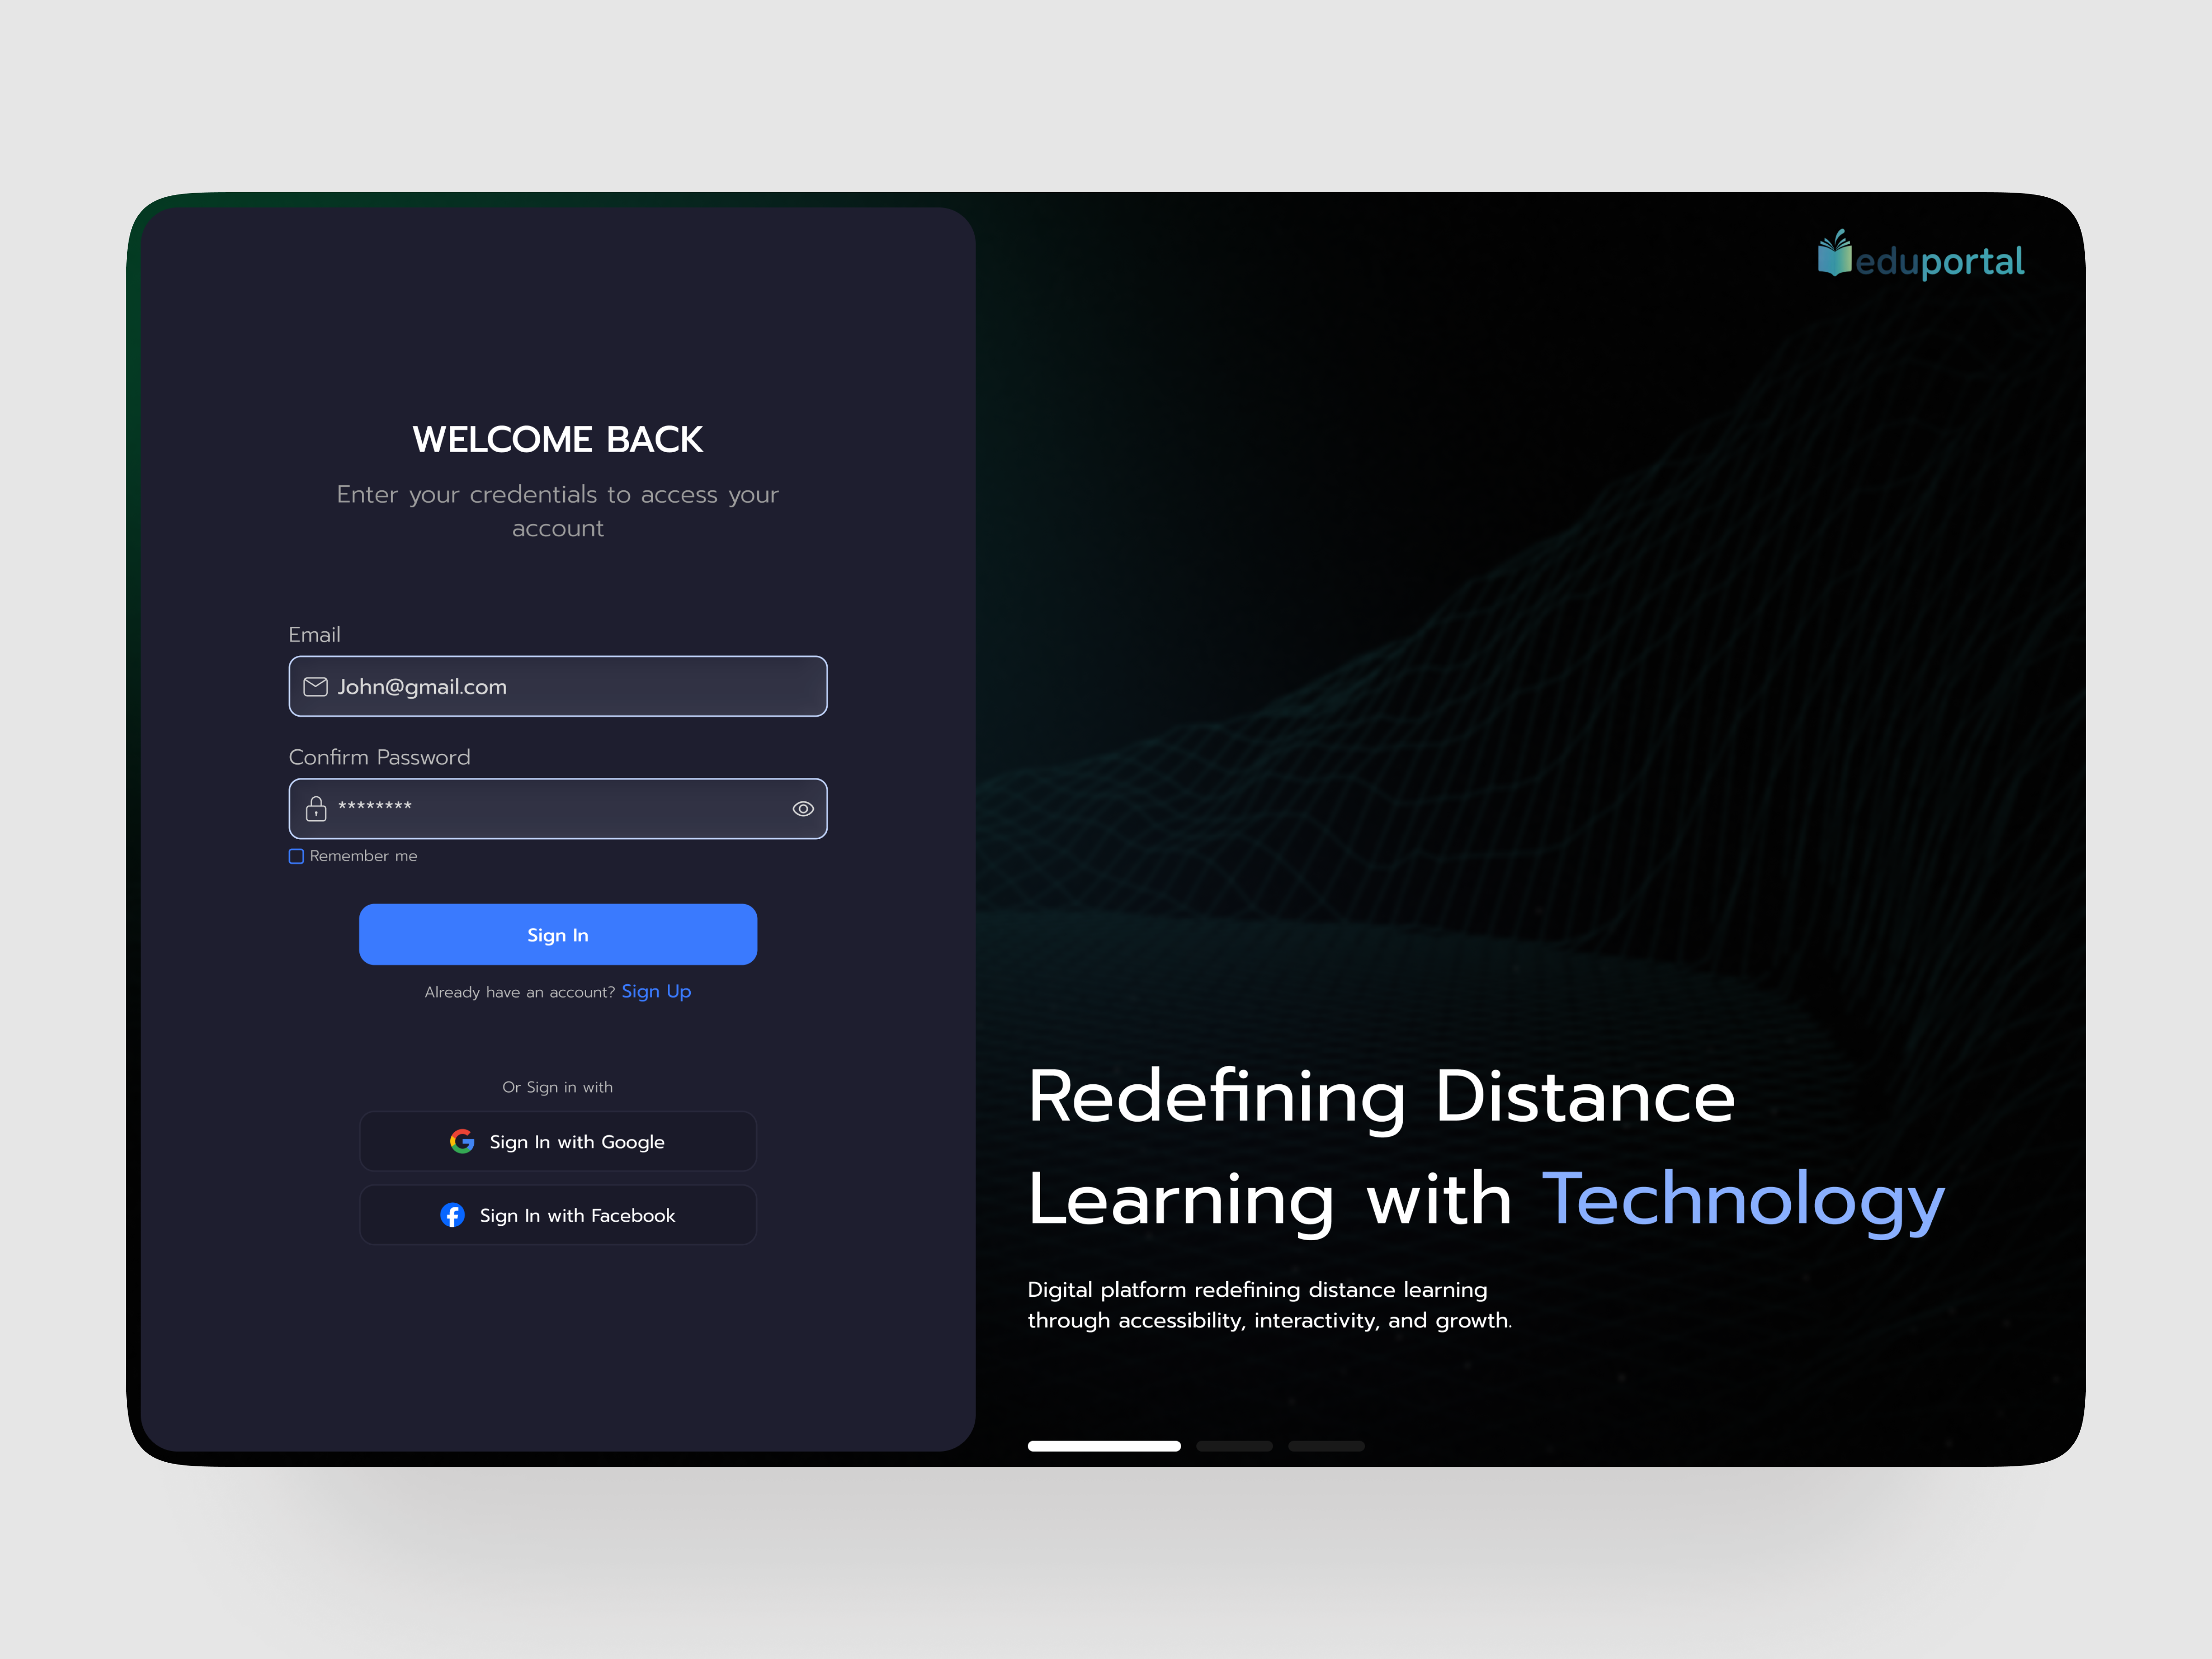 WELCOME BACK
Enter your credentials to access your
account
Email
John@gmail.com
Confirm Password
********
Remember me
Sign In
Already have an account? Sign Up
Or Sign in with
Sign In with Google
Sign In with Facebook
eduportal
Redefining Distance
Learning with Technology
Digital platform redefining distance learning
through accessibility, interactivity, and growth.